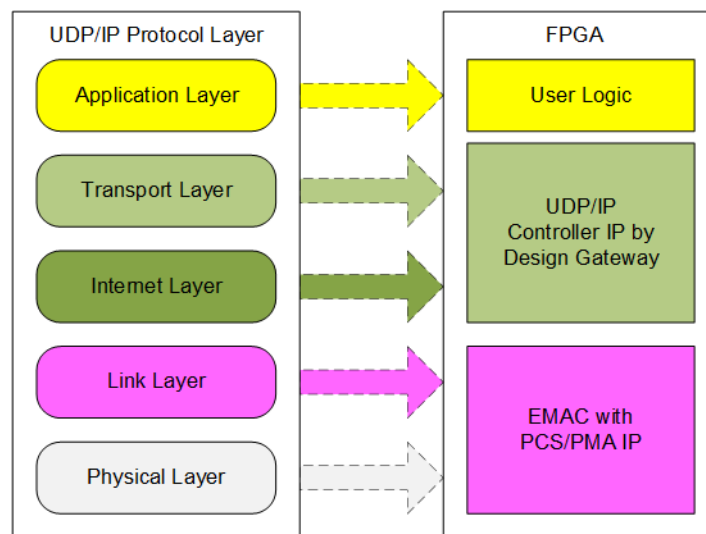 UDP/IP Protocol Layer
Application Layer
Transport Layer
Internet Layer
Link Layer
Physical Layer
FPGA
User Logic
UDP/IP
Controller IP by
Design Gateway
EMAC with
PCS/PMA IP